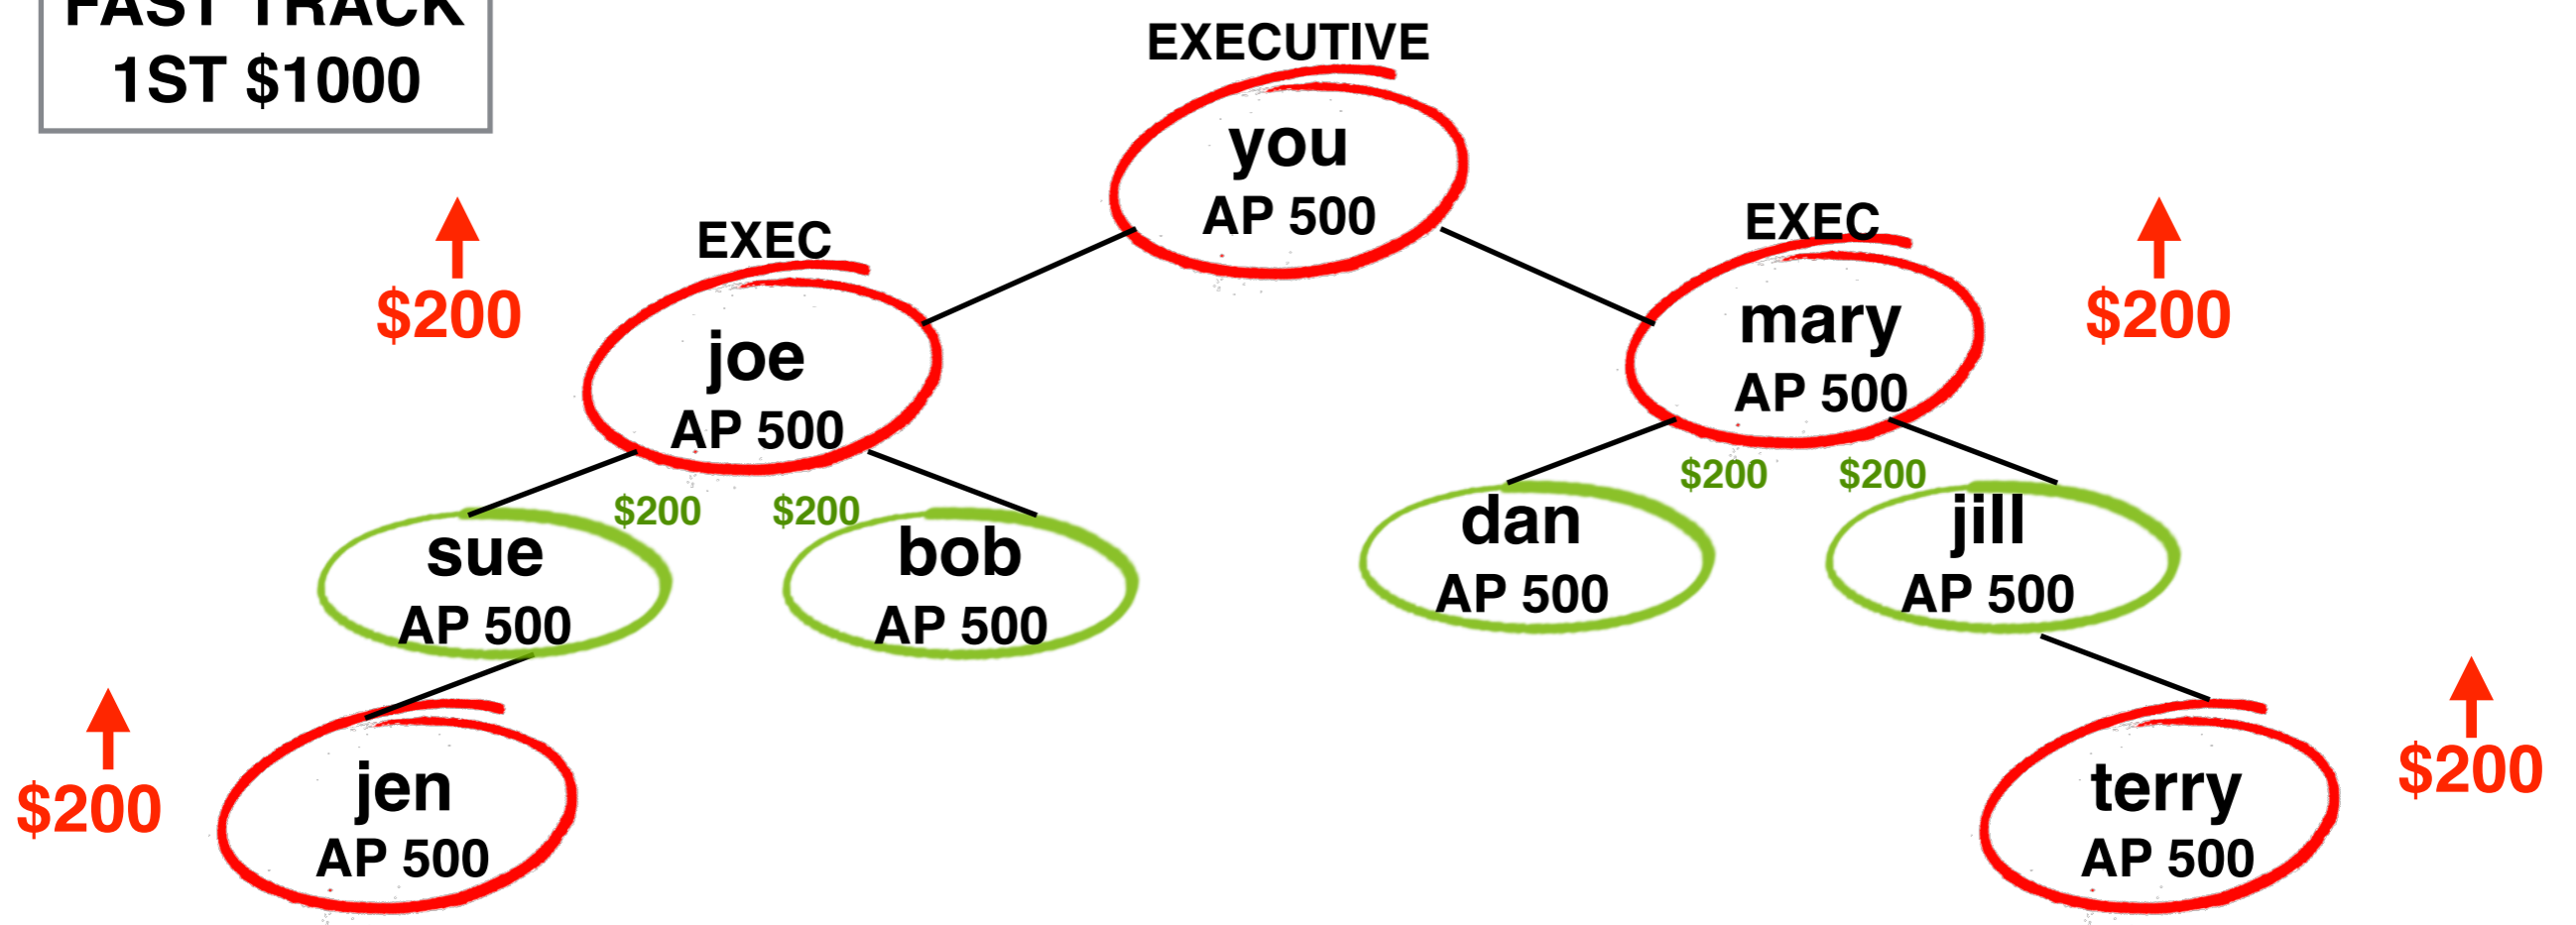 FAST TRACK
1ST $1000
EXECUTIVE
you
AP 500
$200
EXEC
joe
AP 500
EXEC
mary
AP 500
$200
$200
$200
$200
$200
sue
AP 500
bob
AP 500
dan
AP 500
jill
AP 500
$200
jen
AP 500
terry
AP 500
$200